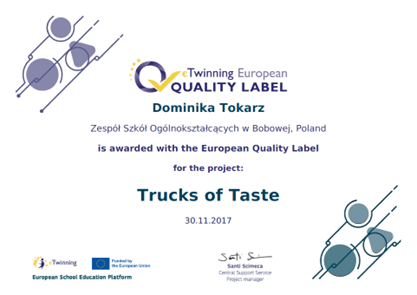 eTwinning European
QUALITY LABEL
Dominika Tokarz
Zespół Szkół Ogólnokształcących w Bobowej, Poland
is awarded with the European Quality Label
for the project:
Trucks of Taste
30.11.2017
eTwinning
Funded by
the European Union
European School Education Platform
Santi Scimeca
Central Support Service
Project manager